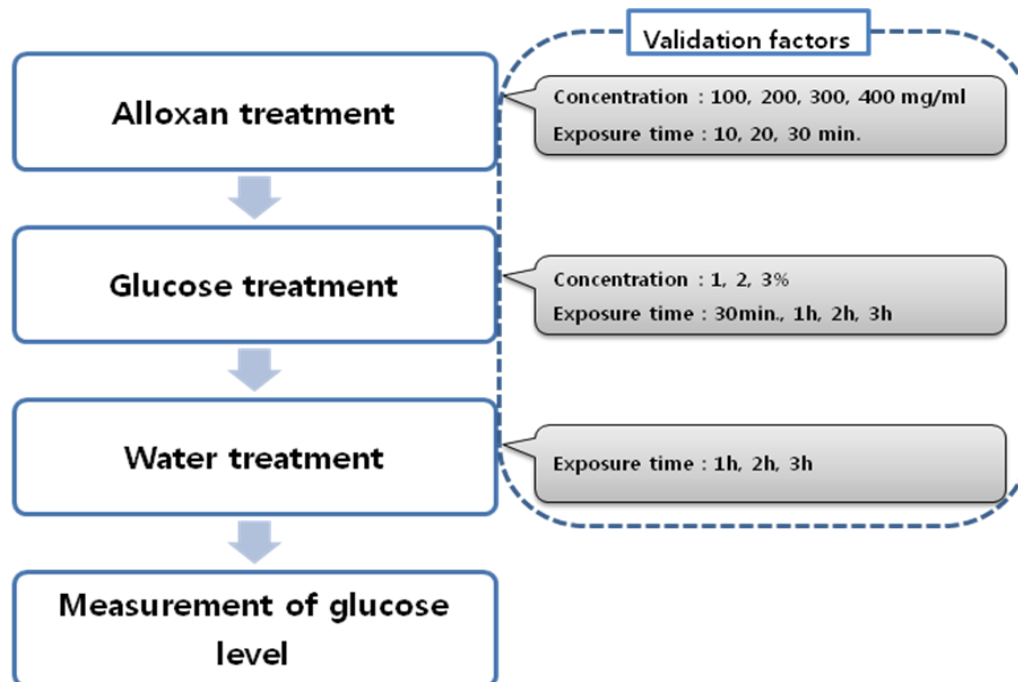 Validation factors
Alloxan treatment
Concentration : 100, 200, 300, 400 mg/ml
Exposure time : 10, 20, 30 min.
Glucose treatment
Concentration : 1, 2, 3%
Exposure time : 30min., 1h, 2h, 3h
Water treatment
Exposure time : 1h, 2h, 3h
Measurement of glucose
level